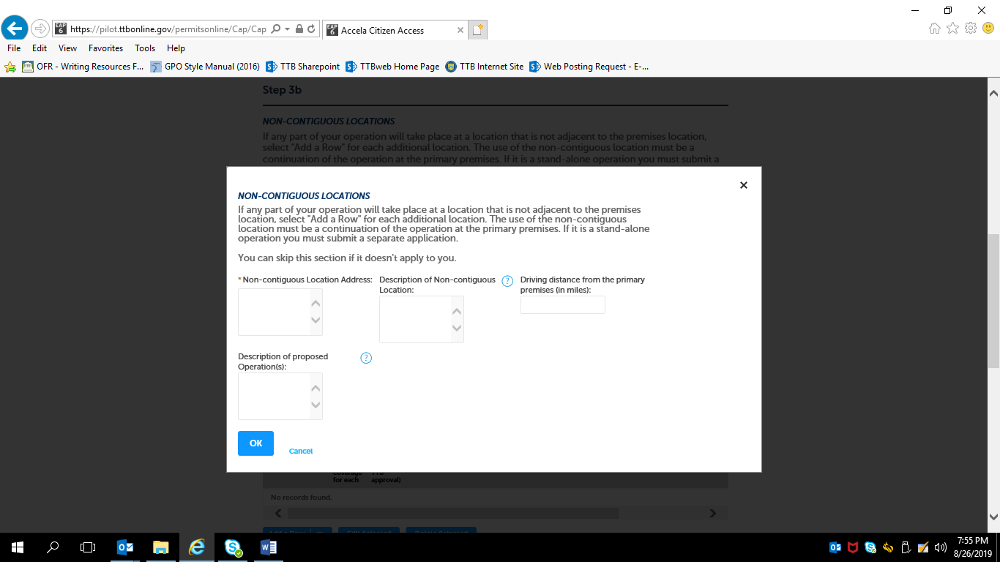 https://pilot.ttbonline.gov/permitsonline/Cap/Cap
EAP 6
Accela Citizen Access
File Edit View Favorites Tools Help
OFR - Writing Resources F... GPO Style Manual (2016) TTB Sharepoint TTBweb Home Page TTB Internet Site Web Posting Request - E-...
Step 3b
NON-CONTIGUOUS LOCATIONS
If any part of your operation will take place at a location that is not adjacent to the premises location,
select "Add a Row" for each additional location. The use of the non-contiguous location must be a
continuation of the operation at the primary premises. If it is a stand-alone operation you must submit a
NON-CONTIGUOUS LOCATIONS
If any part of your operation will take place at a location that is not adjacent to the premises
location, select "Add a Row" for each additional location. The use of the non-contiguous
location must be a continuation of the operation at the primary premises. If it is a stand-alone
operation you must submit a separate application.
You can skip this section if it doesn't apply to you.
* Non-contiguous Location Address:
Description of Non-contiguous
Location:
Driving distance from the primary
premises (in miles):
Description of proposed
Operation(s):
OK
Cancel
coverage TTB
for each approval)
No records found.
Add a Row Edit Selected Delete Selected
7:55 PM
8/26/2019